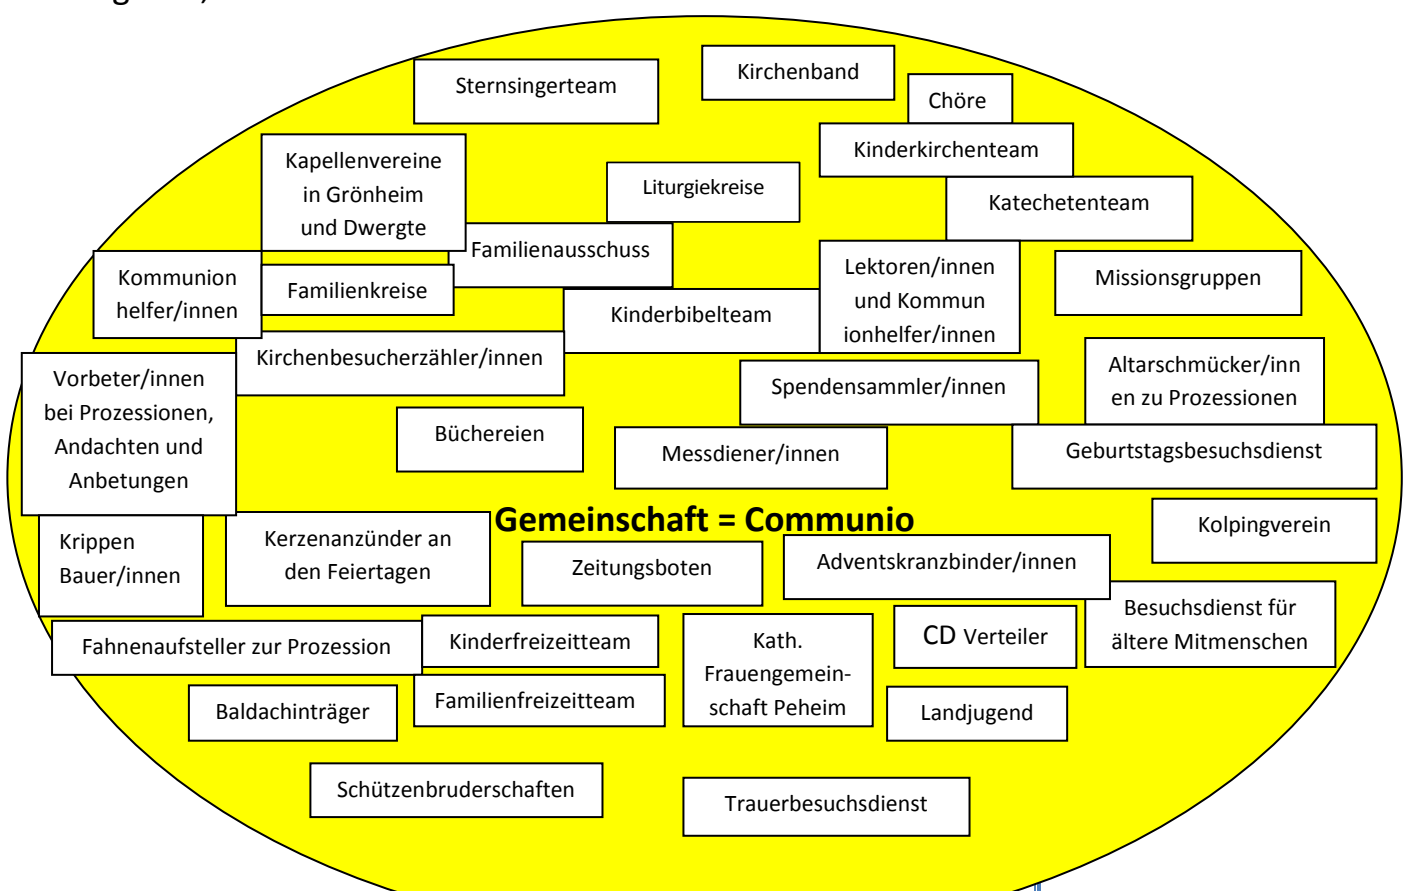 Sternsingerteam
Kirchenband
Chöre
Kinderkirchenteam
Kapellenvereine
in Grönheim
und Dwergte
Liturgiekreise
Katechetenteam
Familienausschuss
Kommunion
helfer/innen
Familienkreise
Lektoren/innen
und Kommun
ionhelfer/innen
Missionsgruppen
Kinderbibelteam
Kirchenbesucherzähler/innen
Vorbeter/innen
bei Prozessionen,
Andachten und
Anbetungen
Spendensammler/innen
Altarschmücker/inn
en zu Prozessionen
Büchereien
Messdiener/innen
Geburtstagsbesuchsdienst
Gemeinschaft = Communio
Kolpingverein
Krippen
Bauer/innen
Kerzenanzünder an
den Feiertagen
Zeitungsboten
Adventskranzbinder/innen
Besuchsdienst für
ältere Mitmenschen
Fahnenaufsteller zur Prozession
Kinderfreizeitteam
Kath.
Frauengemein-
schaft Peheim
CD Verteiler
Baldachinträger
Familienfreizeitteam
Landjugend
Schützenbruderschaften
Trauerbesuchsdienst